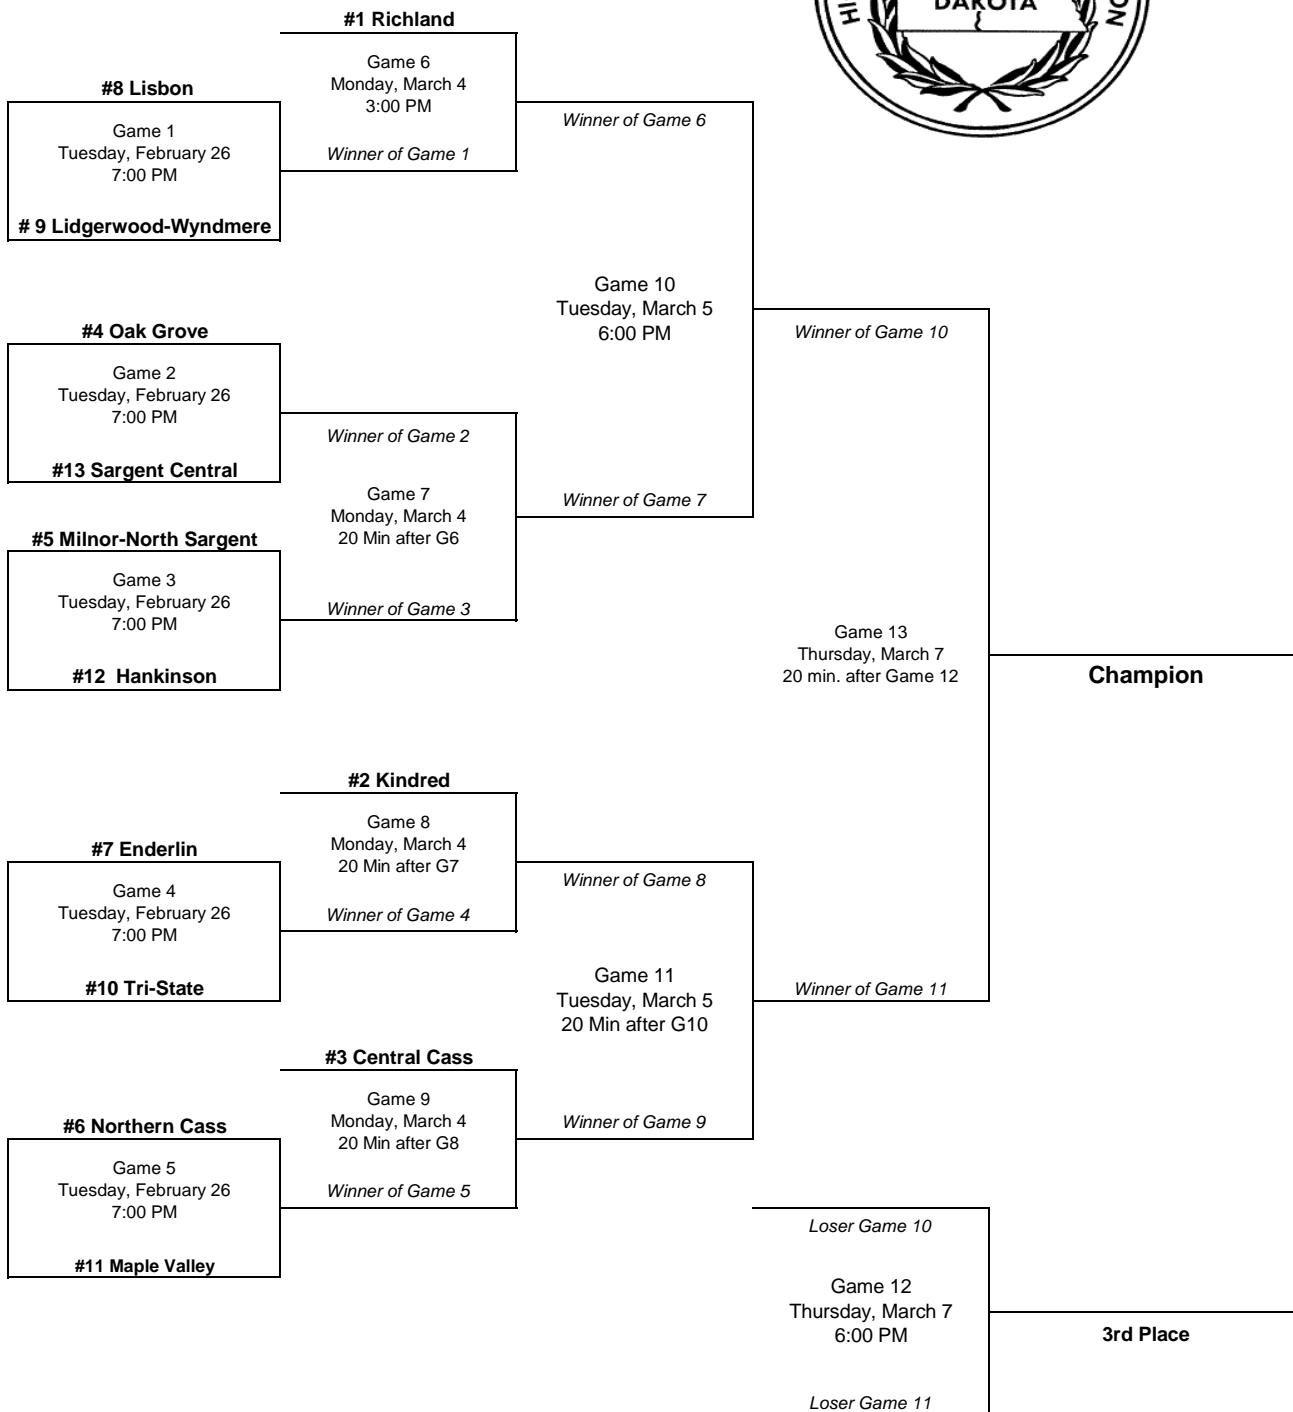 DAKOTA
HI
ON
#1 Richland
Game 6
Monday, March 4
3:00 PM
Winner of Game 1
#8 Lisbon
Game 1
Tuesday, February 26
7:00 PM
# 9 Lidgerwood-Wyndmere
Winner of Game 6
Game 10
Tuesday, March 5
6:00 PM
Winner of Game 7
#4 Oak Grove
Game 2
Tuesday, February 26
7:00 PM
#13 Sargent Central
Winner of Game 2
Game 7
Monday, March 4
20 Min after G6
Winner of Game 3
#5 Milnor-North Sargent
Game 3
Tuesday, February 26
7:00 PM
#12 Hankinson
Winner of Game 10
Game 13
Thursday, March 7
20 min. after Game 12
Winner of Game 11
Champion
#2 Kindred
Game 8
Monday, March 4
20 Min after G7
Winner of Game 4
#7 Enderlin
Game 4
Tuesday, February 26
7:00 PM
#10 Tri-State
Winner of Game 8
Game 11
Tuesday, March 5
20 Min after G10
Winner of Game 9
#3 Central Cass
Game 9
Monday, March 4
20 Min after G8
Winner of Game 5
#6 Northern Cass
Game 5
Tuesday, February 26
7:00 PM
#11 Maple Valley
Loser Game 10
Game 12
Thursday, March 7
6:00 PM
Loser Game 11
3rd Place